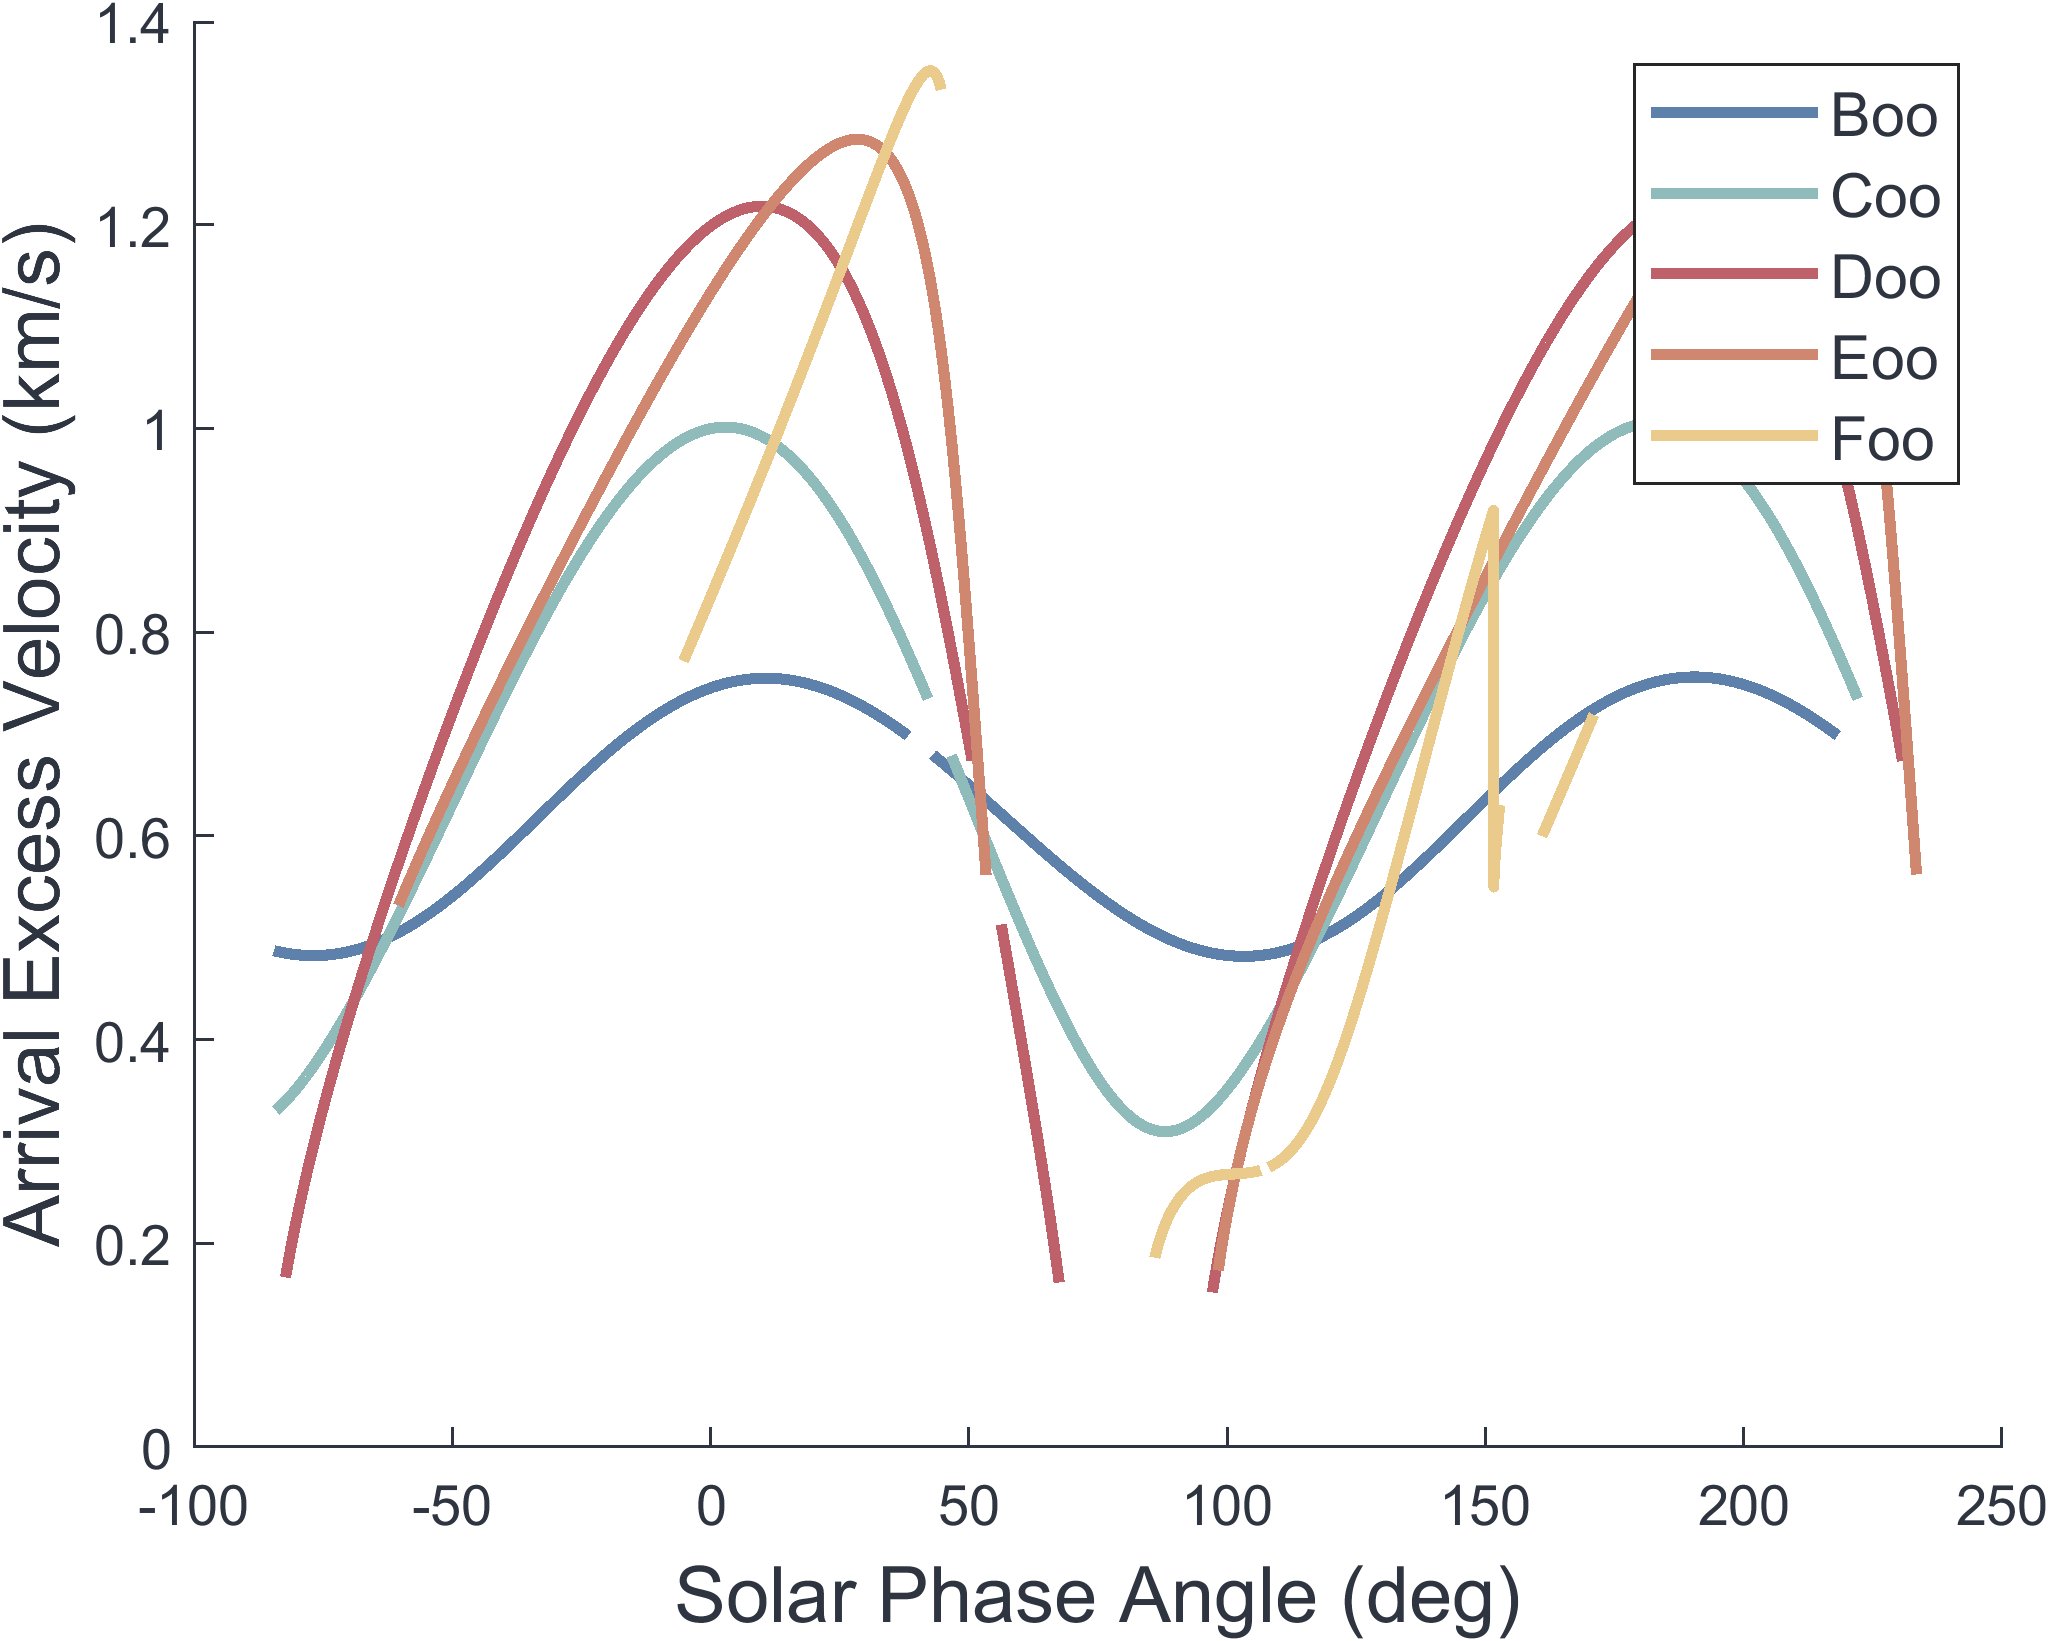 Arrival Excess Velocity (km/s)
1.4
1.2
1
0.8
0.6
0.4
0.2
0
-100 -50 0 50 100 150 200 250
Solar Phase Angle (deg)
Boo
Coo
Doo
Eoo
Foo